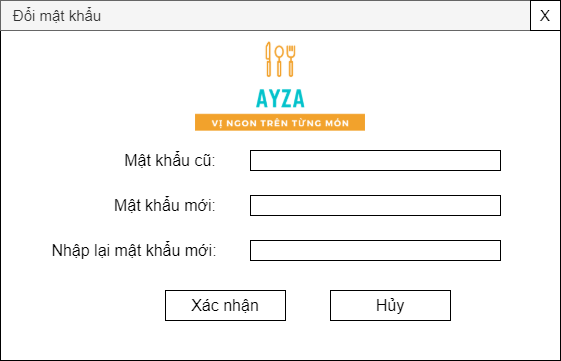 Đổi mật khẩu X
AYZA
VỊ NGON TRÊN TỪNG MÓN
Mật khẩu cũ:
Mật khẩu mới:
Nhập lại mật khẩu mới:
Xác nhận Hủy